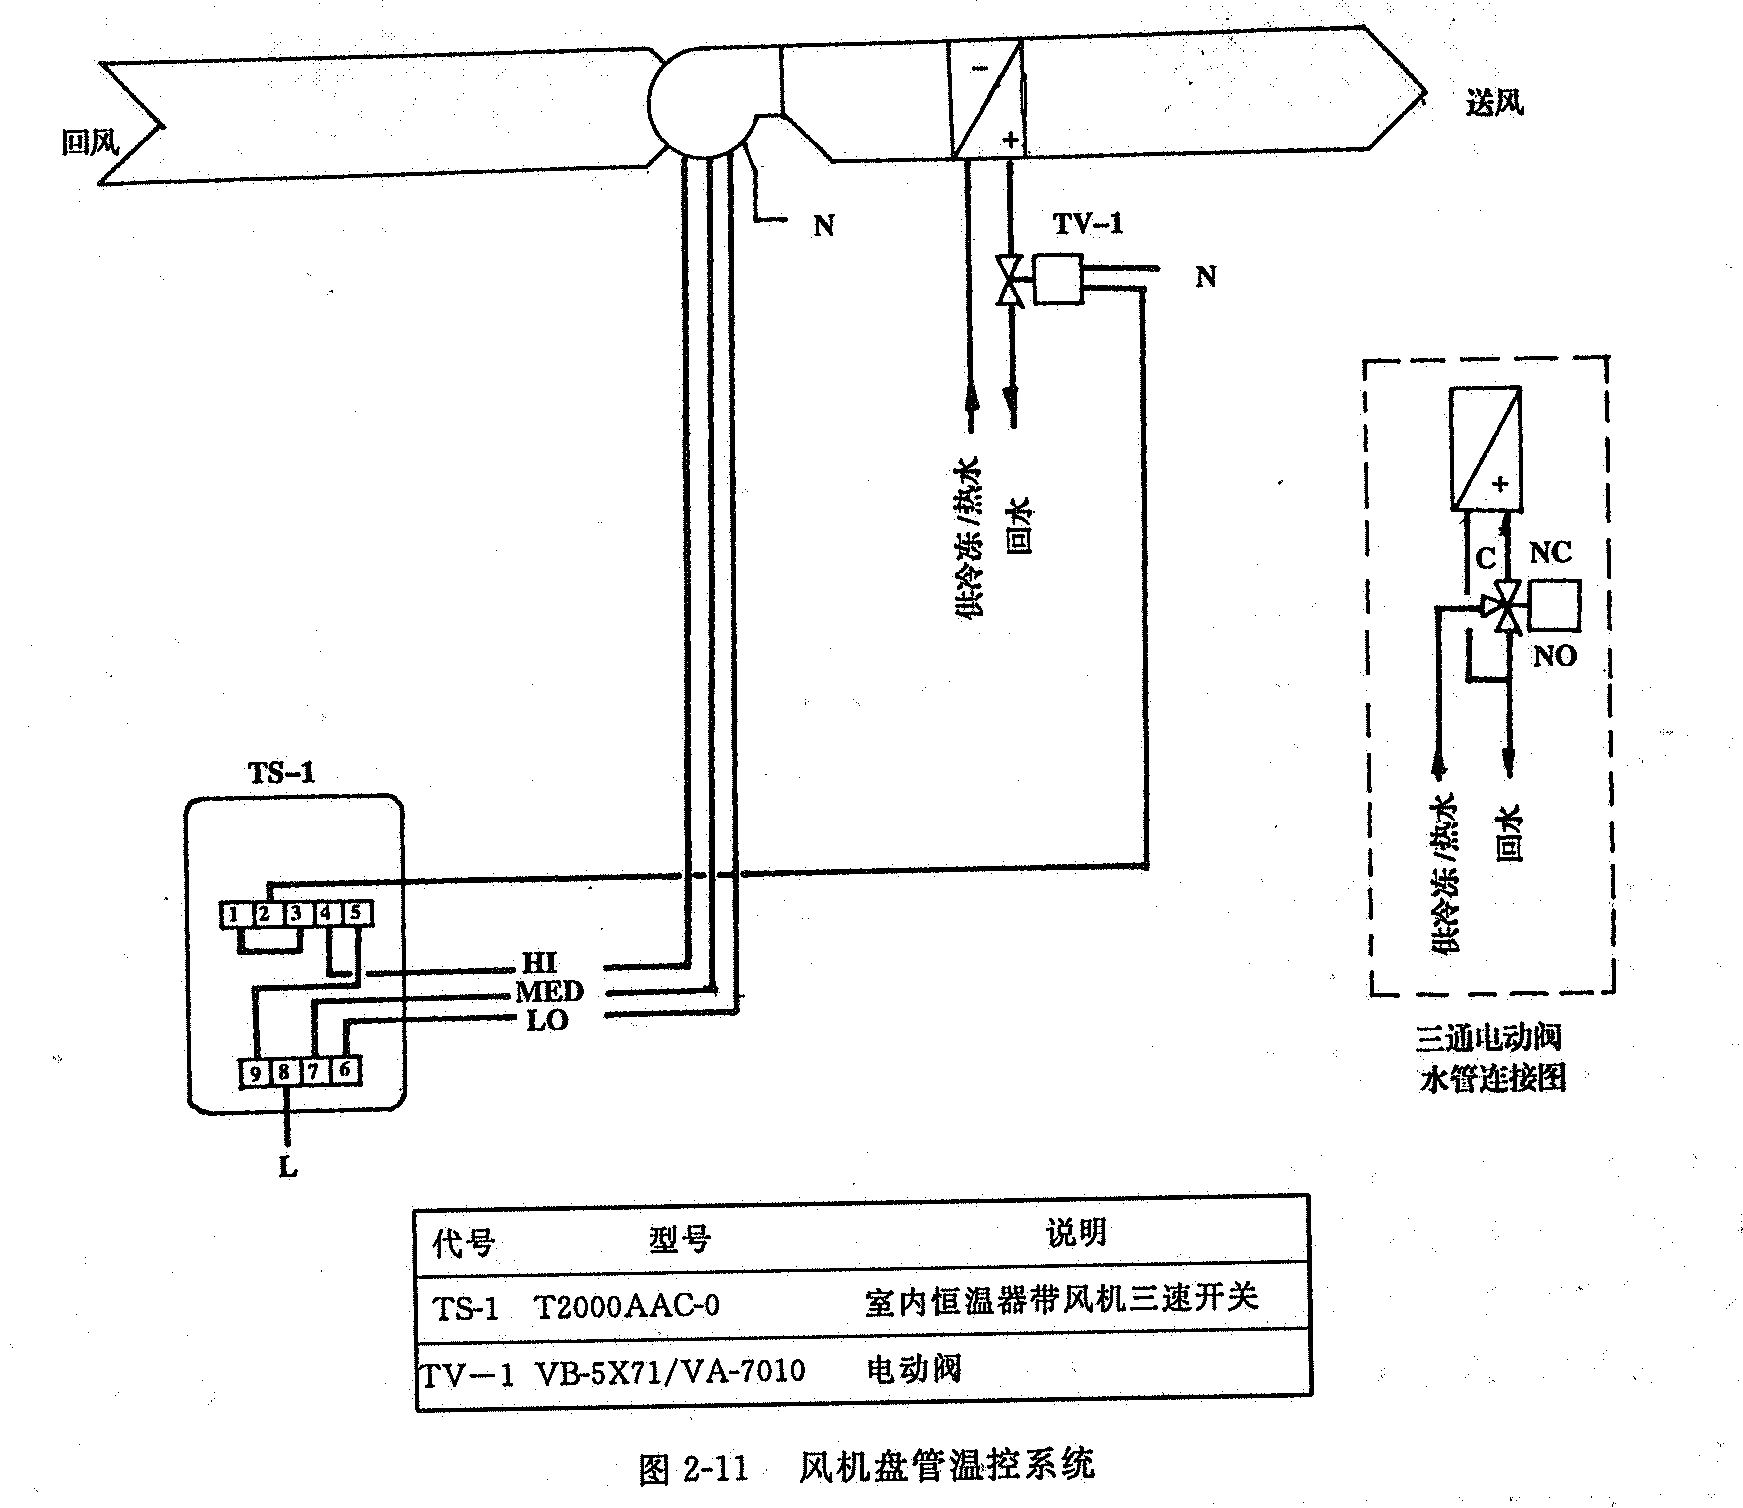 回风
送风
-
+
N
TV-1
N
供冷冻/热水
回水
+
C
NC
NO
供冷冻/热水
回水
三通电动阀
水管连接图
TS-1
1 2 3 4 5
HI
MED
LO
9 8 7 6
L
代号 型号 说明
TS-1 T2000AAC-0 室内恒温器带风机三速开关
TV－1 VB-5X71/VA-7010 电动阀
图 2-11 风机盘管温控系统